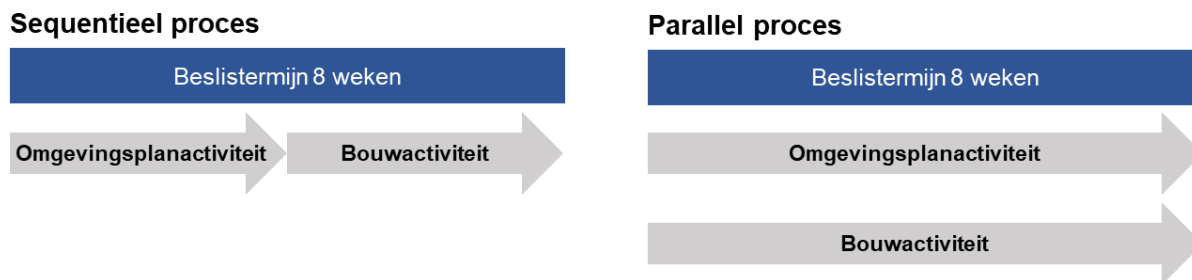 Sequentieel proces
Beslistermijn 8 weken
Omgevingsplanactiviteit
Bouwactiviteit
Parallel proces
Beslistermijn 8 weken
Omgevingsplanactiviteit
Bouwactiviteit